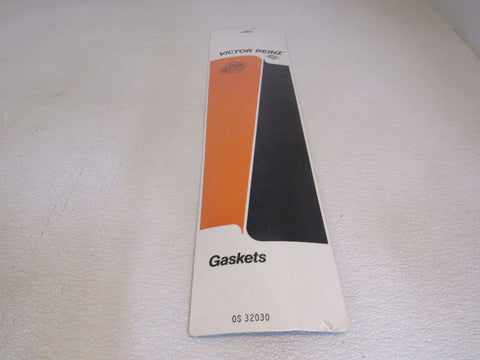 VICTOR REINZ
Gaskets
OS 32030